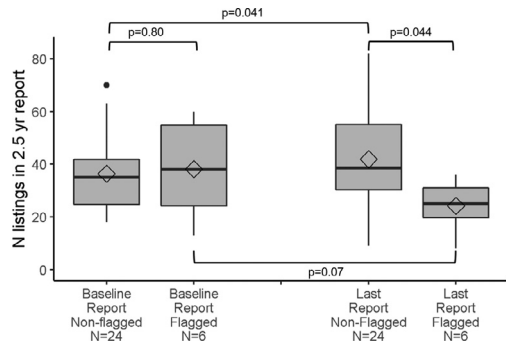 p=0.041
p=0.80
p=0.044
N listings in 2.5 yr report
80
60
40
20
0
p=0.07
Baseline
Report
Non-flagged
N=24
Baseline
Report
Flagged
N=6
Last
Report
Non-Flagged
N=24
Last
Report
Flagged
N=6